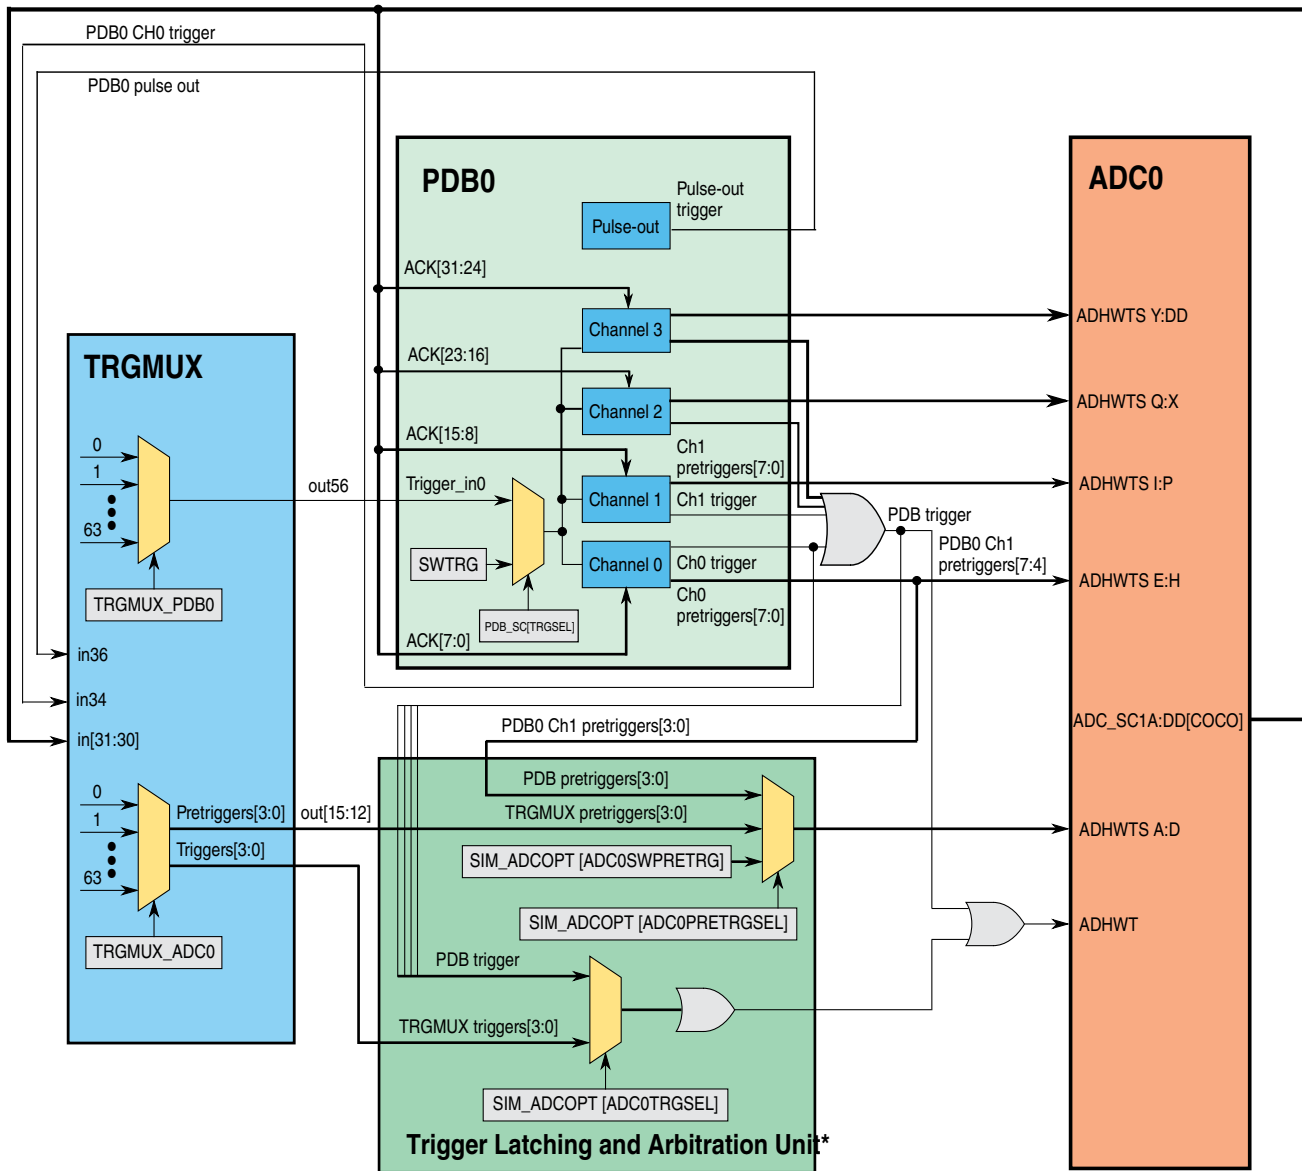 PDB0 CH0 trigger
PDB0 pulse out
PDB0
Pulse-out
trigger
Pulse-out
ADC0
ACK[31:24]
Channel 3
ADHWTS Y:DD
TRGMUX
ACK[23:16]
Channel 2
ADHWTS Q:X
0
1
63
TRGMUX_PDB0
out56
ACK[15:8]
Ch1
pretriggers[7:0]
Trigger_in0
Channel 1
Ch1 trigger
ADHWTS I:P
PDB trigger
SWTRG
Channel 0
Ch0 trigger
Ch0
pretriggers[7:0]
PDB0 Ch1
pretriggers[7:4]
ADHWTS E:H
PDB_SC[TRGSEL]
ACK[7:0]
in36
in34
in[31:30]
PDB0 Ch1 pretriggers[3:0]
ADC_SC1A:DD[COCO]
0
1
63
Pretriggers[3:0]
out[15:12]
Triggers[3:0]
TRGMUX_ADC0
PDB pretriggers[3:0]
TRGMUX pretriggers[3:0]
ADHWTS A:D
SIM_ADCOPT [ADC0SWPRETRG]
SIM_ADCOPT [ADC0PRETRGSEL]
ADHWT
PDB trigger
TRGMUX triggers[3:0]
SIM_ADCOPT [ADC0TRGSEL]
Trigger Latching and Arbitration Unit*